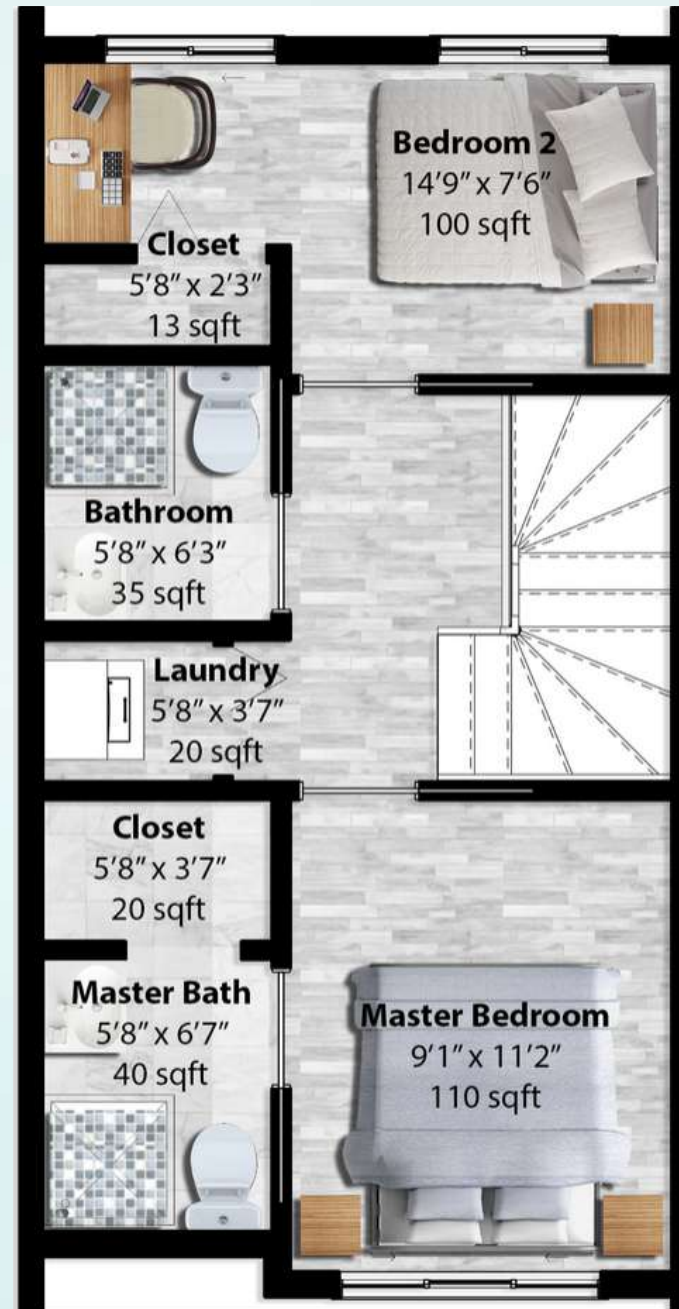 Bedroom 2
14’9” x 7’6”
100 sqft
Closet
5’8” x 2’3”
13 sqft
Bathroom
5’8” x 6’3”
35 sqft
Laundry
5’8” x 3’7”
20 sqft
Closet
5’8” x 3’7”
20 sqft
Master Bath
5’8” x 6’7”
40 sqft
Master Bedroom
9’1” x 11’2”
110 sqft